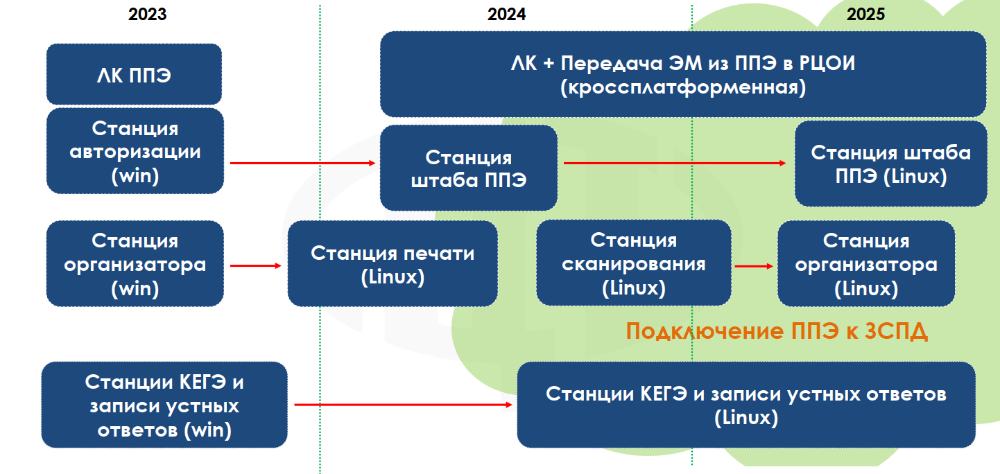 2023
2024
2025
ЛК ППЭ
ЛК + Передача ЭМ из ППЭ в РЦОИ
(кроссплатформенная)
Станция
авторизации
(win)
Станция
штаба ППЭ
Станция штаба
ППЭ (Linux)
Станция
организатора
(win)
Станция печати
(Linux)
Станция
сканирования
(Linux)
Станция
организатора
(Linux)
Подключение ППЭ к ЗСПД
Станции КЕГЭ и
записи устных
ответов (win)
Станции КЕГЭ и записи устных ответов
(Linux)